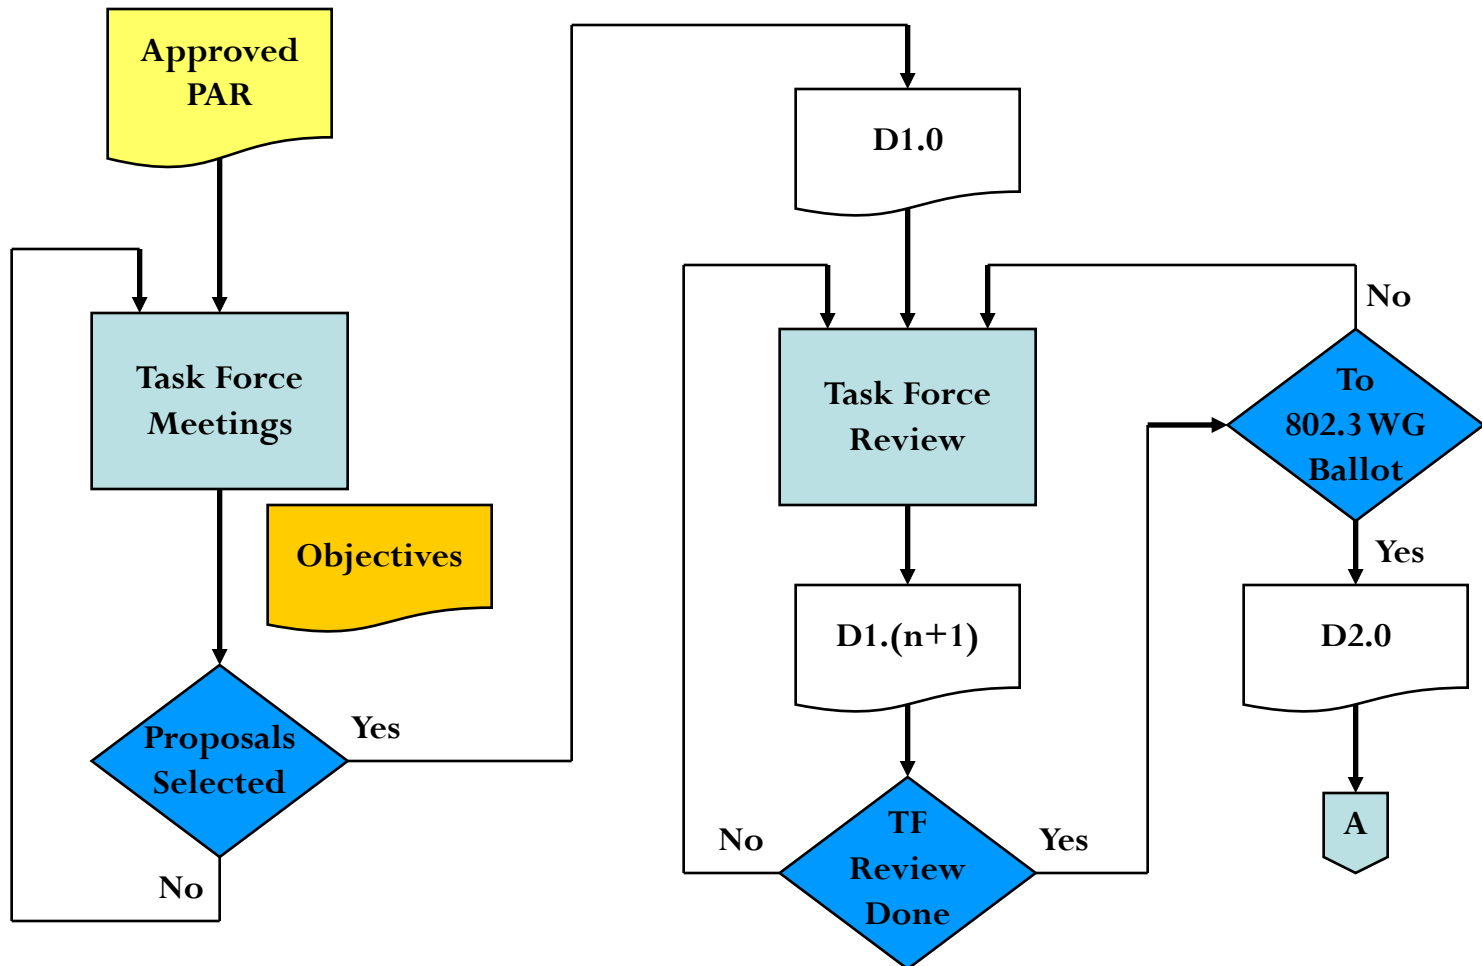 Approved
PAR
Task Force
Meetings
Objectives
Proposals
Selected
Yes
No
D1.0
Task Force
Review
D1.(n+1)
TF
Review
Done
No
Yes
To
802.3 WG
Ballot
No
Yes
D2.0
A